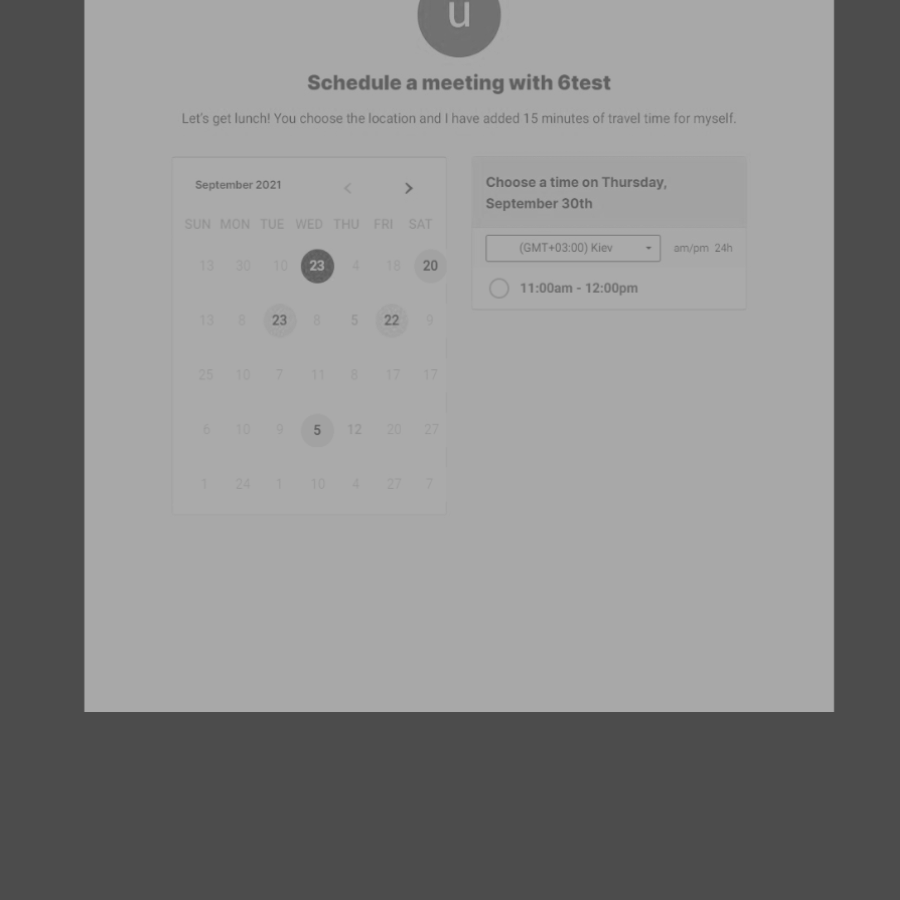 u
Schedule a meeting with 6test
Let's get lunch! You choose the location and I have added 15 minutes of travel time for myself.
September 2021
SUN MON TUE WED THU FRI SAT
13 30 10 23 4 18 20
13 8 23 8 5 22 9
25 10 7 11 8 17 17
6 10 9 5 12 20 27
1 24 1 10 4 27 7
Choose a time on Thursday,
September 30th
(GMT+03:00) Kiev am/pm 24h
11:00am - 12:00pm